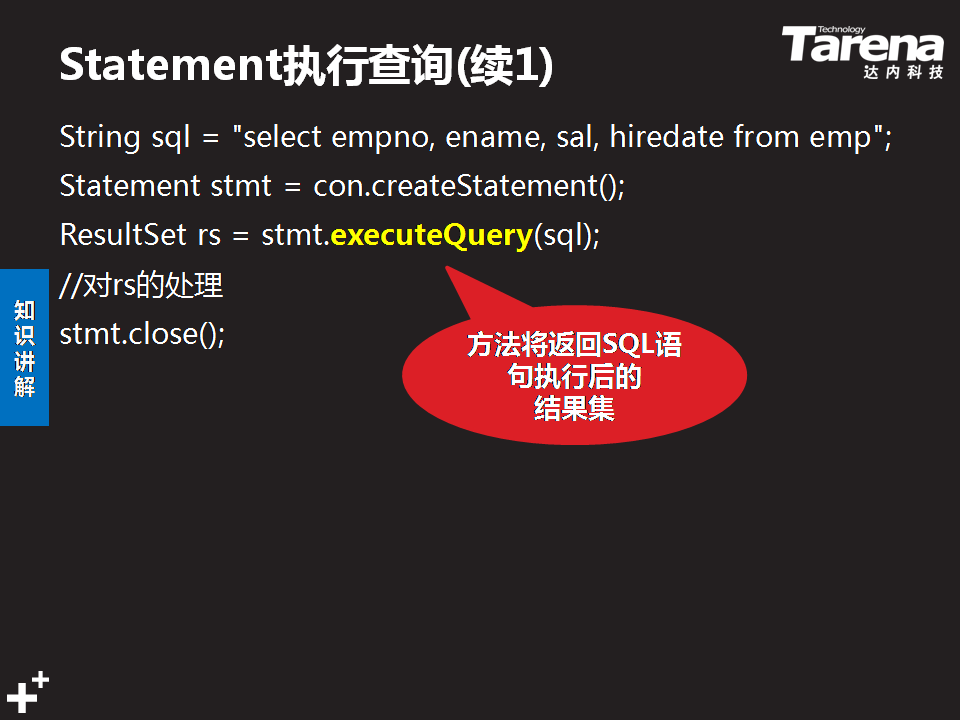 Statement执行查询(续1)
Technology
Tarena
达内科技
String sql = "select empno, ename, sal, hiredate from emp";
Statement stmt = con.createStatement();
ResultSet rs = stmt.executeQuery(sql);
//对rs的处理
stmt.close();
方法将返回SQL语
句执行后的
结果集
知
识
讲
解